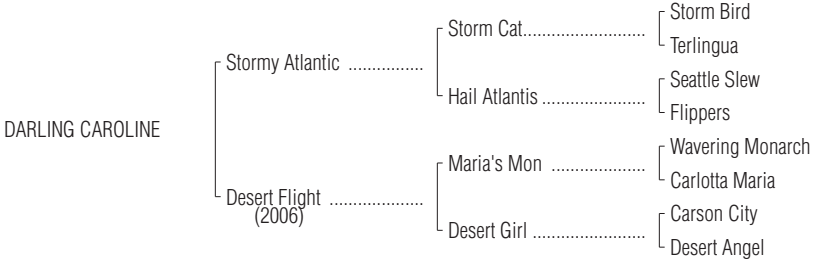 Storm Bird
Storm Cat..........................
Terlingua
Stormy Atlantic ................
Seattle Slew
Hail Atlantis ......................
Flippers
DARLING CAROLINE
Wavering Monarch
Maria's Mon ....................
Carlotta Maria
Desert Flight ....................
(2006)
Carson City
Desert Girl ........................
Desert Angel